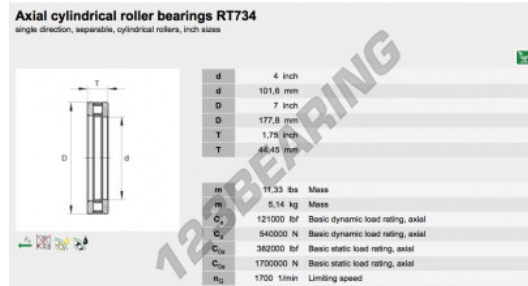 Axial cylindrical roller bearings RT734
single direction, separable, cylindrical rollers, inch sizes
T
D
d
d 4 inch
d 101,6 mm
D 7 inch
D 177,8 mm
T 1,75 inch
T 44,45 mm
m 11,33 lbs Mass
m 5,14 kg Mass
Ca 121000 lbf Basic dynamic load rating, axial
Ca 540000 N Basic dynamic load rating, axial
C0a 382000 lbf Basic static load rating, axial
C0a 1700000 N Basic static load rating, axial
nG 1700 1/min Limiting speed
123BEARING